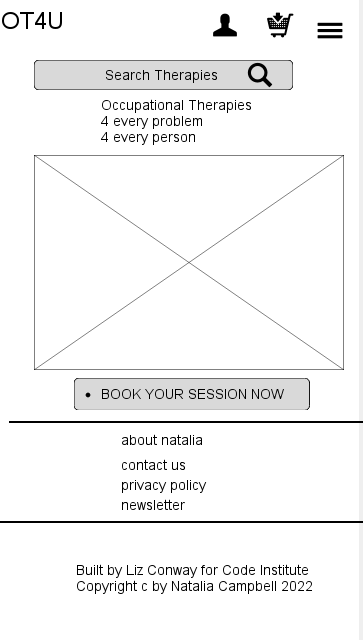 OT4U
Search Therapies
Occupational Therapies
4 every problem
4 every person
• BOOK YOUR SESSION NOW
about natalia
contact us
privacy policy
newsletter
Built by Liz Conway for Code Institute
Copyright c by Natalia Campbell 2022